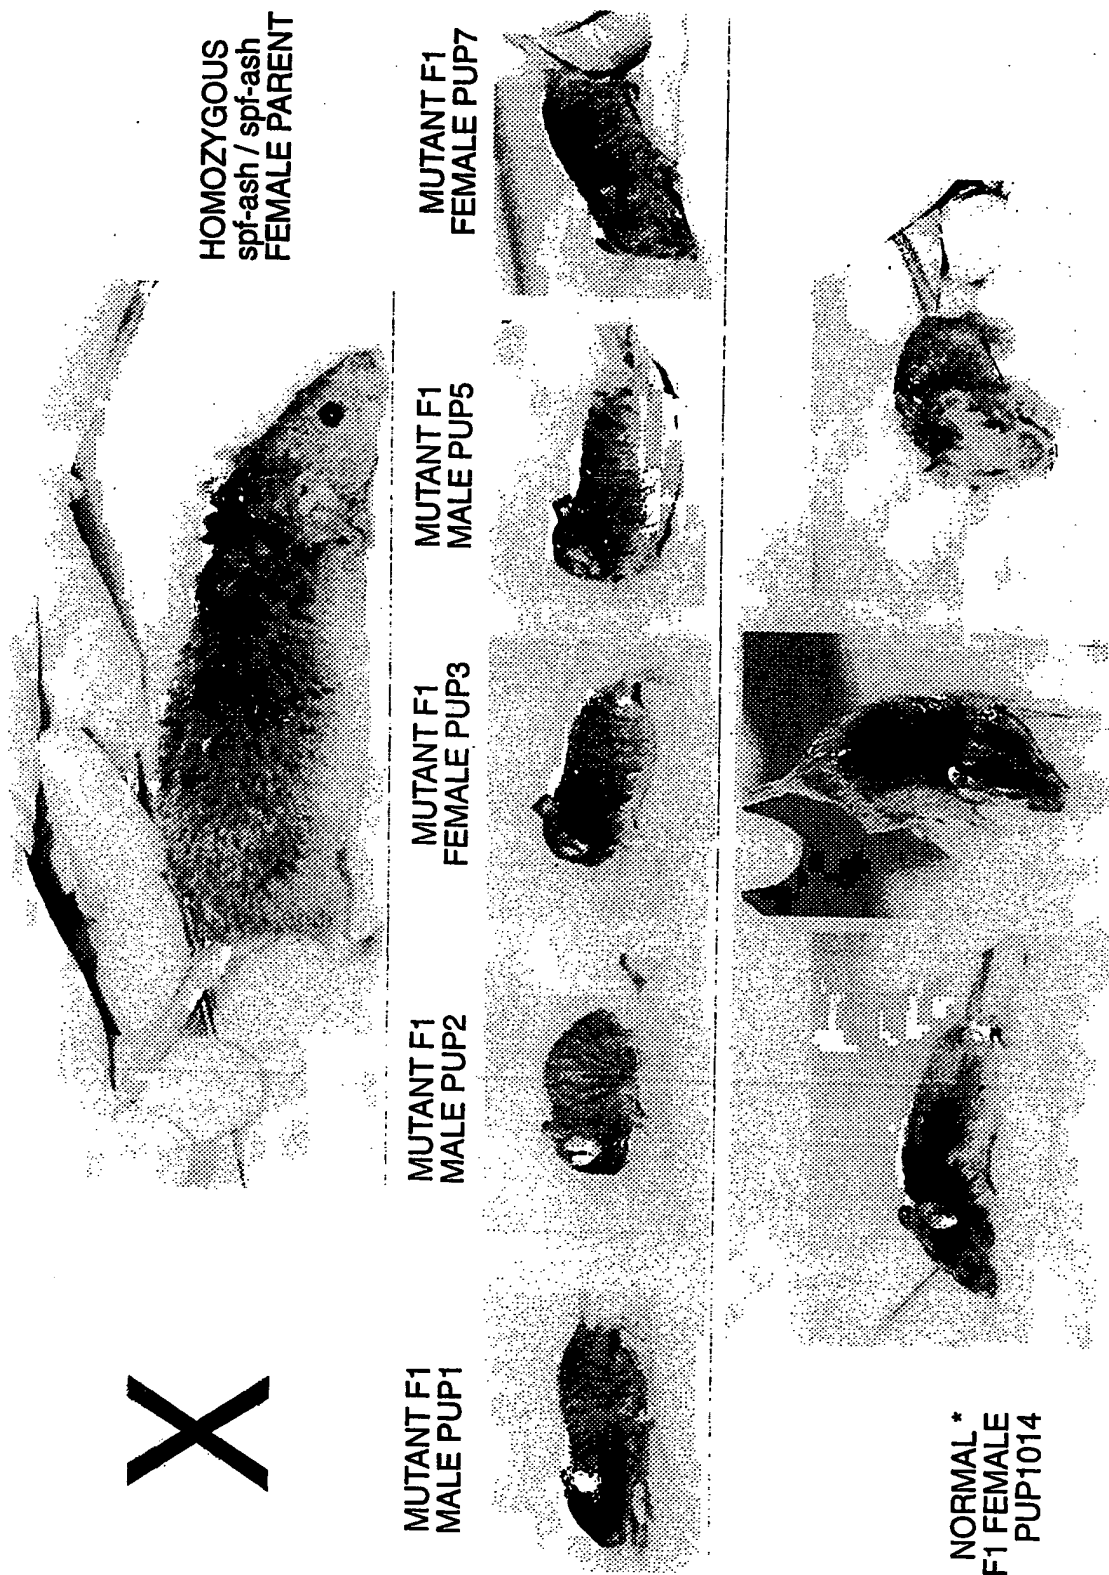 X
HOMOZYGOUS
spf-ash / spf-ash
FEMALE PARENT
MUTANT F1
MALE PUP1
MUTANT F1
MALE PUP2
MUTANT F1
FEMALE PUP3
MUTANT F1
MALE PUP5
MUTANT F1
FEMALE PUP7
NORMAL *
F1 FEMALE
PUP1014